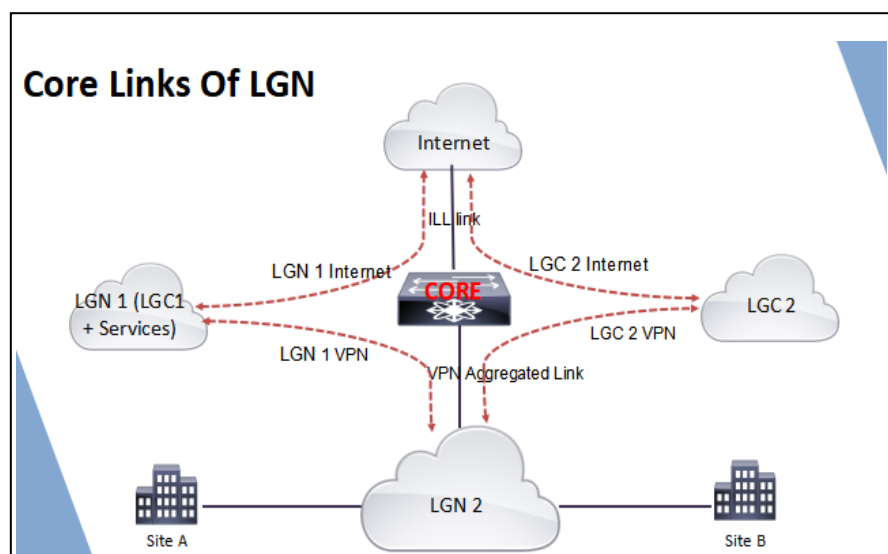 Core Links Of LGN
Internet
ILL link
LGN 1 Internet
LGC 2 Internet
CORE
LGN 1 (LGC1
+ Services)
LGC 2
LGC 2 VPN
LGN 1 VPN
VPN Aggregated Link
LGN 2
Site A
Site B